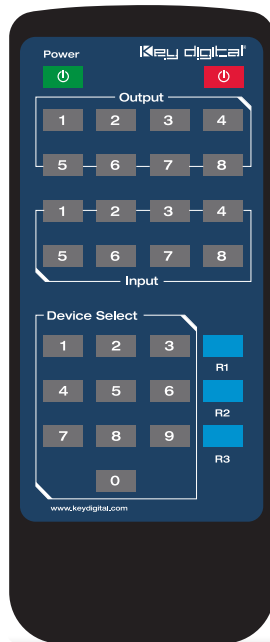 Power Key digital®
Output
1 2 3 4
5 6 7 8
1 2 3 4
5 6 7 8
Input
Device Select
1 2 3
R1
4 5 6
R2
7 8 9
R3
0
www.keydigital.com